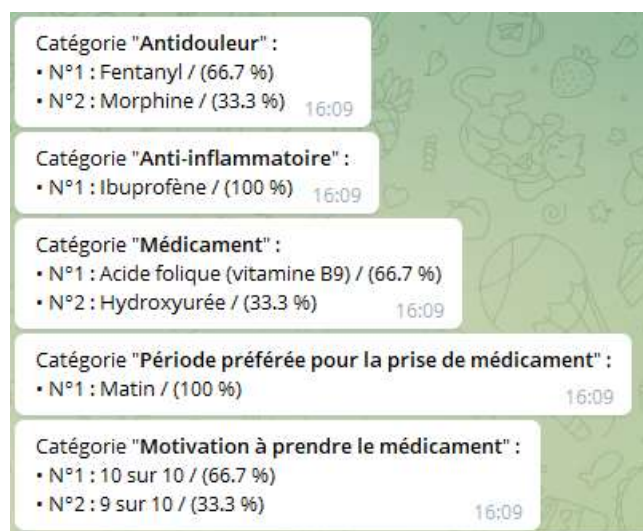 Catégorie "Antidouleur" :
• N°1 : Fentanyl / (66.7 %)
• N°2 : Morphine / (33.3 %) 16:09
Catégorie "Anti-inflammatoire" :
• N°1 : Ibuprofène / (100 %) 16:09
Catégorie "Médicament" :
• N°1 : Acide folique (vitamine B9) / (66.7 %)
• N°2 : Hydroxyurée / (33.3 %) 16:09
Catégorie "Période préférée pour la prise de médicament" :
• N°1 : Matin / (100 %) 16:09
Catégorie "Motivation à prendre le médicament" :
• N°1 : 10 sur 10 / (66.7 %)
• N°2 : 9 sur 10 / (33.3 %) 16:09